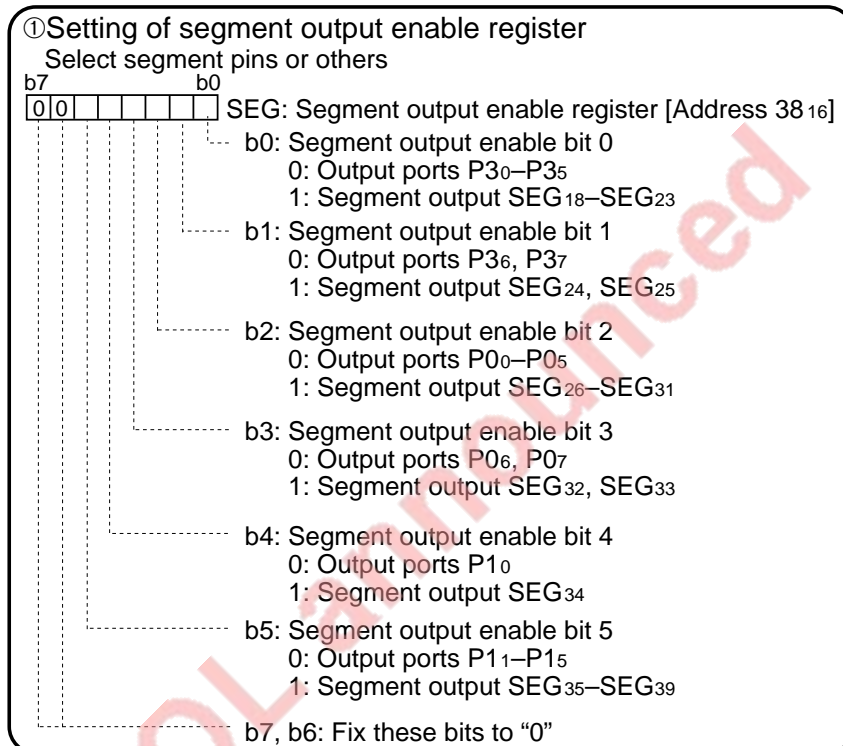 ①Setting of segment output enable register
Select segment pins or others
b7 b0
0 0 SEG: Segment output enable register [Address 38 16]
b0: Segment output enable bit 0
0: Output ports P30–P35
1: Segment output SEG18–SEG23
b1: Segment output enable bit 1
0: Output ports P36, P37
1: Segment output SEG24, SEG25
b2: Segment output enable bit 2
0: Output ports P00–P05
1: Segment output SEG26–SEG31
b3: Segment output enable bit 3
0: Output ports P06, P07
1: Segment output SEG32, SEG33
b4: Segment output enable bit 4
0: Output ports P10
1: Segment output SEG34
b5: Segment output enable bit 5
0: Output ports P11–P15
1: Segment output SEG35–SEG39
b7, b6: Fix these bits to “0”
OL announced